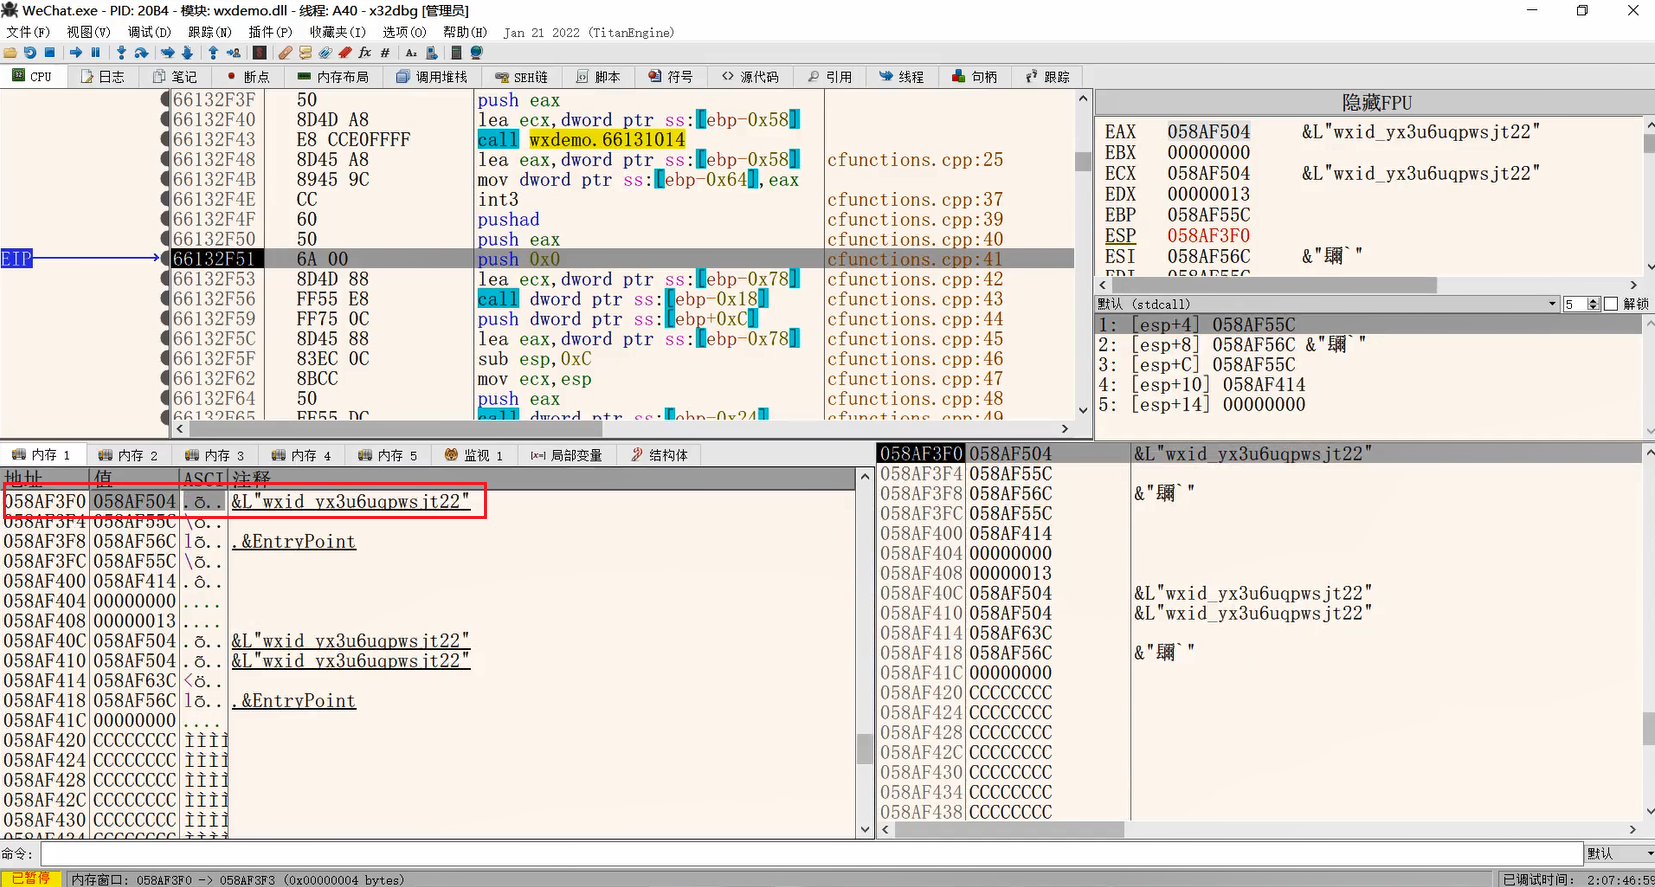 WeChat.exe - PID: 20B4 - 模块: wxdemo.dll - 线程: A40 - x32dbg [管理员]
文件(F) 视图(V) 调试(D) 跟踪(N) 插件(P) 收藏夹(I) 选项(O) 帮助(H) Jan 21 2022 (TitanEngine)
CPU 日志 笔记 断点 内存布局 调用堆栈 SEH链 脚本 符号 源代码 引用 线程 句柄 跟踪
66132F3F 50 push eax
66132F40 8D4D A8 lea ecx,dword ptr ss:[ebp-0x58]
66132F43 E8 CCE0FFFF call wxdemo.66131014
66132F48 8D45 A8 lea eax,dword ptr ss:[ebp-0x58] cfunctions.cpp:25
66132F4B 8945 9C mov dword ptr ss:[ebp-0x64],eax
66132F4E CC int3 cfunctions.cpp:37
66132F4F 60 pushad cfunctions.cpp:39
66132F50 50 push eax cfunctions.cpp:40
EIP 66132F51 6A 00 push 0x0 cfunctions.cpp:41
66132F53 8D4D 88 lea ecx,dword ptr ss:[ebp-0x78] cfunctions.cpp:42
66132F56 FF55 E8 call dword ptr ss:[ebp-0x18] cfunctions.cpp:43
66132F59 FF75 0C push dword ptr ss:[ebp+0xC] cfunctions.cpp:44
66132F5C 8D45 88 lea eax,dword ptr ss:[ebp-0x78] cfunctions.cpp:45
66132F5F 83EC 0C sub esp,0xC cfunctions.cpp:46
66132F62 8BCC mov ecx,esp cfunctions.cpp:47
66132F64 50 push eax cfunctions.cpp:48
66132F65 FF55 DC call dword ptr ss:[ebp-0x24] cfunctions.cpp:49
隐藏FPU
EAX 058AF504 &L"wxid_yx3u6uqpwsjt22"
EBX 00000000
ECX 058AF504 &L"wxid_yx3u6uqpwsjt22"
EDX 00000013
EBP 058AF55C
ESP 058AF3F0
ESI 058AF56C
EDI 058AF55C
默认 (stdcall) 5 解锁
1: [esp+4] 058AF55C
2: [esp+8] 058AF56C
3: [esp+C] 058AF55C
4: [esp+10] 058AF414
5: [esp+14] 00000000
内存 1 内存 2 内存 3 内存 4 内存 5 监视 1 [x=] 局部变量 结构体
地址 值 ASCI 注释
058AF3F0 058AF504 .õ.. &L"wxid_yx3u6uqpwsjt22"
058AF3F4 058AF55C \õ..
058AF3F8 058AF56C lõ.. .&EntryPoint
058AF3FC 058AF55C \õ..
058AF400 058AF414 .ô..
058AF404 00000000 ....
058AF408 00000013 ....
058AF40C 058AF504 .õ.. &L"wxid_yx3u6uqpwsjt22"
058AF410 058AF504 .õ.. &L"wxid_yx3u6uqpwsjt22"
058AF414 058AF63C <ö..
058AF418 058AF56C lõ.. .&EntryPoint
058AF41C 00000000 ....
058AF420 CCCCCCCC ÌÌÌÌ
058AF424 CCCCCCCC ÌÌÌÌ
058AF428 CCCCCCCC ÌÌÌÌ
058AF42C CCCCCCCC ÌÌÌÌ
058AF430 CCCCCCCC ÌÌÌÌ
058AF434 CCCCCCCC ÌÌÌÌ
058AF3F0 058AF504 &L"wxid_yx3u6uqpwsjt22"
058AF3F4 058AF55C
058AF3F8 058AF56C
058AF3FC 058AF55C
058AF400 058AF414
058AF404 00000000
058AF408 00000013
058AF40C 058AF504 &L"wxid_yx3u6uqpwsjt22"
058AF410 058AF504 &L"wxid_yx3u6uqpwsjt22"
058AF414 058AF63C
058AF418 058AF56C
058AF41C 00000000
058AF420 CCCCCCCC
058AF424 CCCCCCCC
058AF428 CCCCCCCC
058AF42C CCCCCCCC
058AF430 CCCCCCCC
058AF434 CCCCCCCC
058AF438 CCCCCCCC
命令: 默认
已暂停 内存窗口: 058AF3F0 -> 058AF3F3 (0x00000004 bytes) 已调试时间: 2:07:46:59